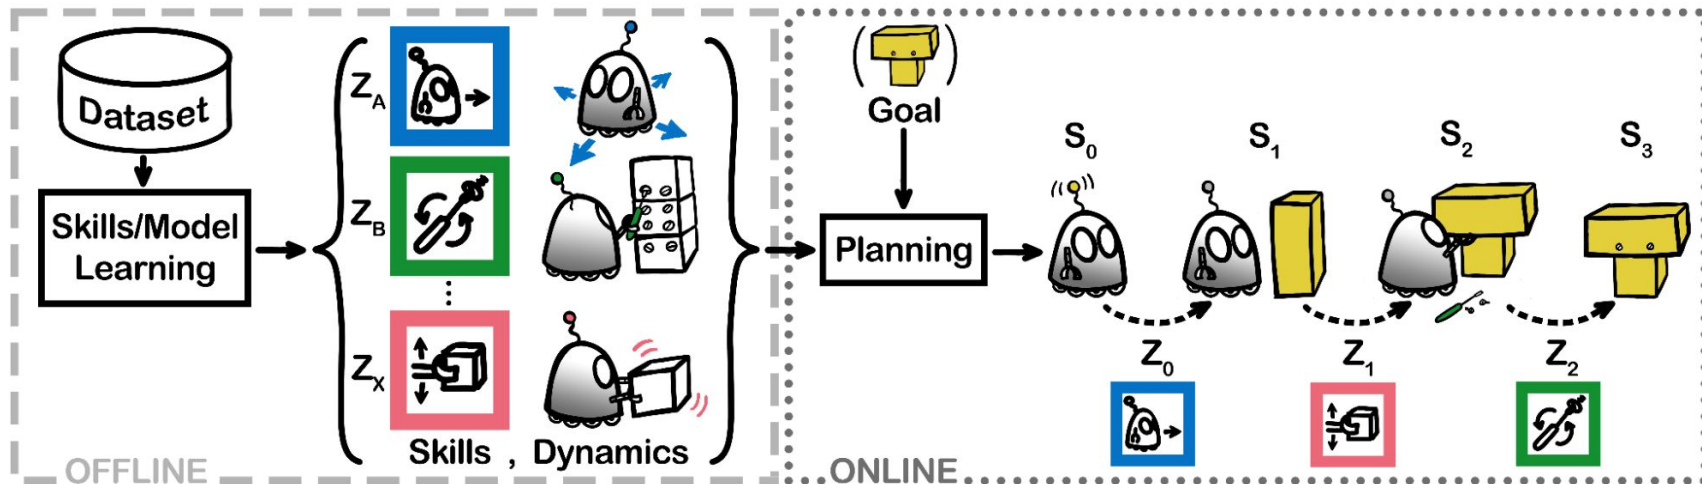 Dataset
Skills/Model
Learning
Z_A
Z_B
Z_X
Skills , Dynamics
OFFLINE
( )
Goal
Planning
S_0 S_1 S_2 S_3
Z_0 Z_1 Z_2
ONLINE